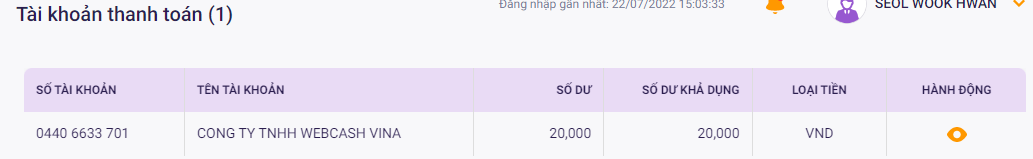 Đăng nhập gần nhất: 22/07/2022 15:03:33
SEOL WOOK HWAN
Tài khoản thanh toán (1)
SỐ TÀI KHOẢN TÊN TÀI KHOẢN SỐ DƯ SỐ DƯ KHẢ DỤNG LOẠI TIỀN HÀNH ĐỘNG
0440 6633 701 CONG TY TNHH WEBCASH VINA 20,000 20,000 VND